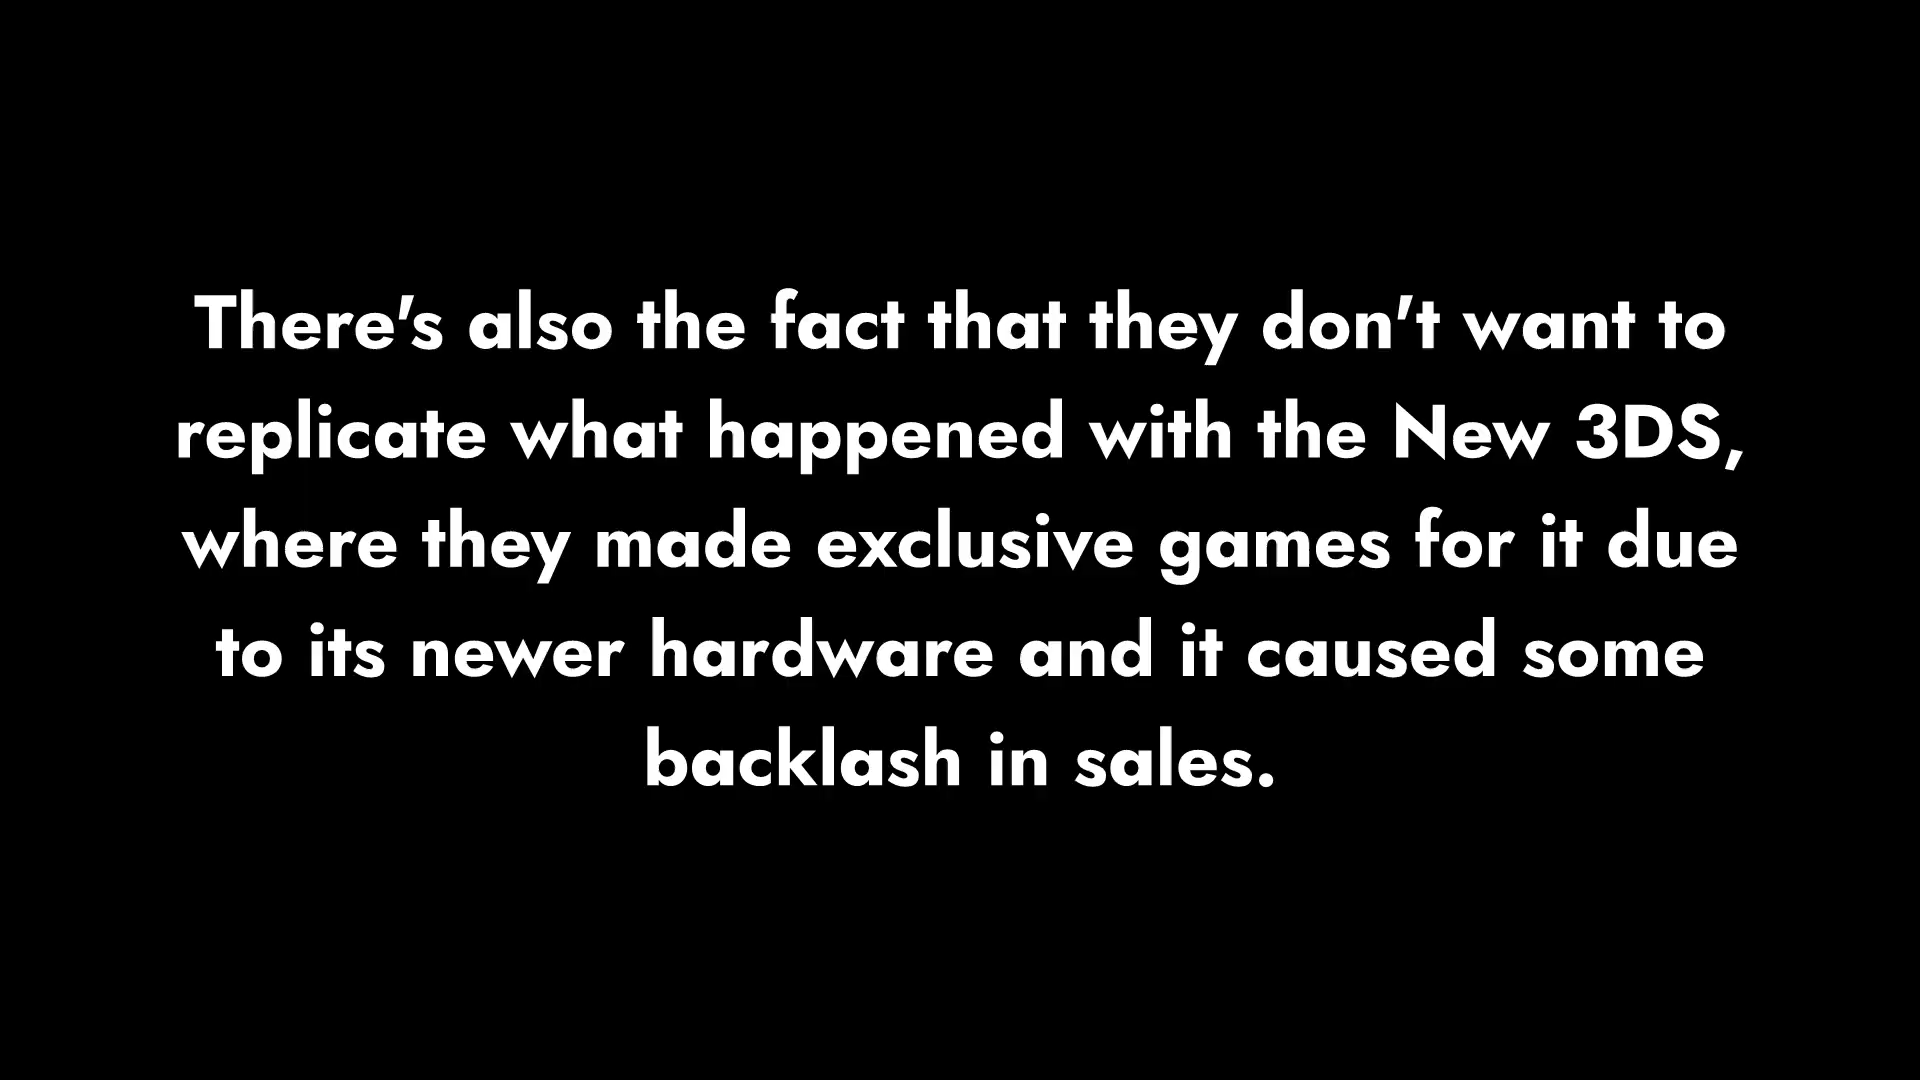 There's also the fact that they don't want to
replicate what happened with the New 3DS,
where they made exclusive games for it due
to its newer hardware and it caused some
backlash in sales.